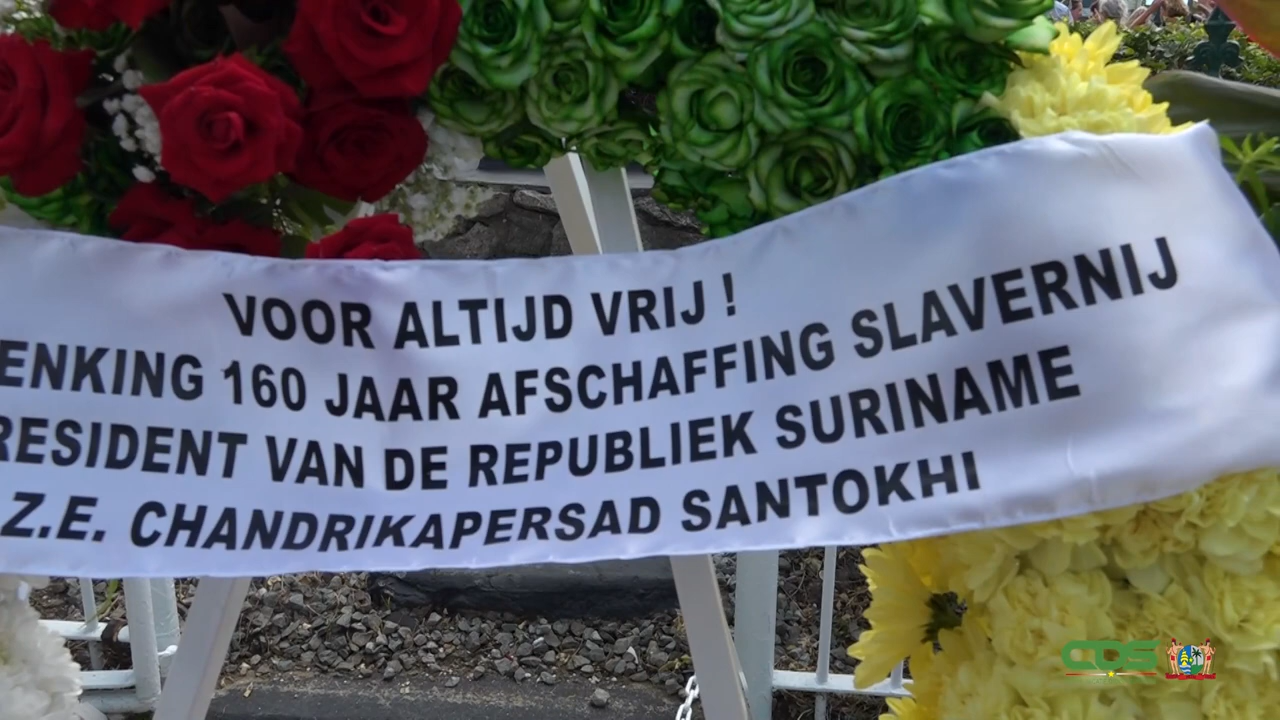 VOOR ALTIJD VRIJ !
ENKING 160 JAAR AFSCHAFFING SLAVERNIJ
RESIDENT VAN DE REPUBLIEK SURINAME
Z.E. CHANDRIKAPERSAD SANTOKHI
CDS